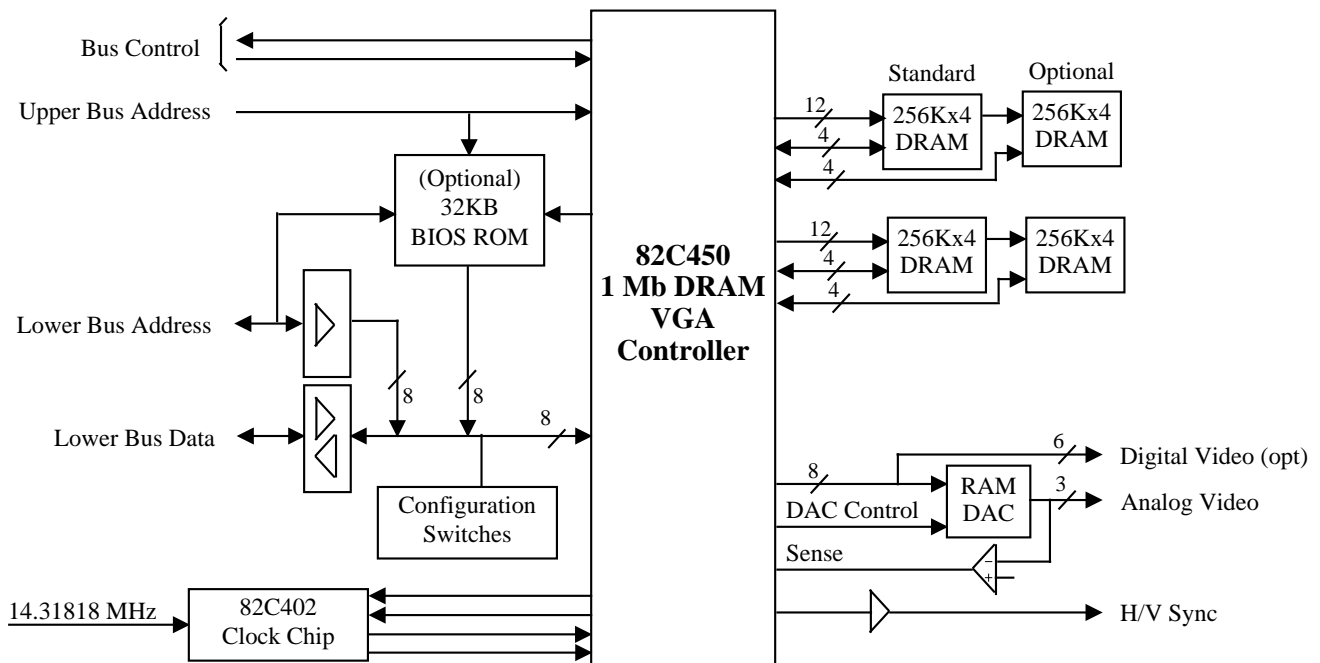 Bus Control
Upper Bus Address
(Optional)
32KB
BIOS ROM
Lower Bus Address
8
8
Lower Bus Data
8
Configuration
Switches
14.31818 MHz
82C402
Clock Chip
82C450
1 Mb DRAM
VGA
Controller
Standard
Optional
12
256Kx4
DRAM
256Kx4
DRAM
4
4
12
256Kx4
DRAM
256Kx4
DRAM
4
4
6
Digital Video (opt)
8
RAM
DAC
3
Analog Video
DAC Control
Sense
−
+
H/V Sync